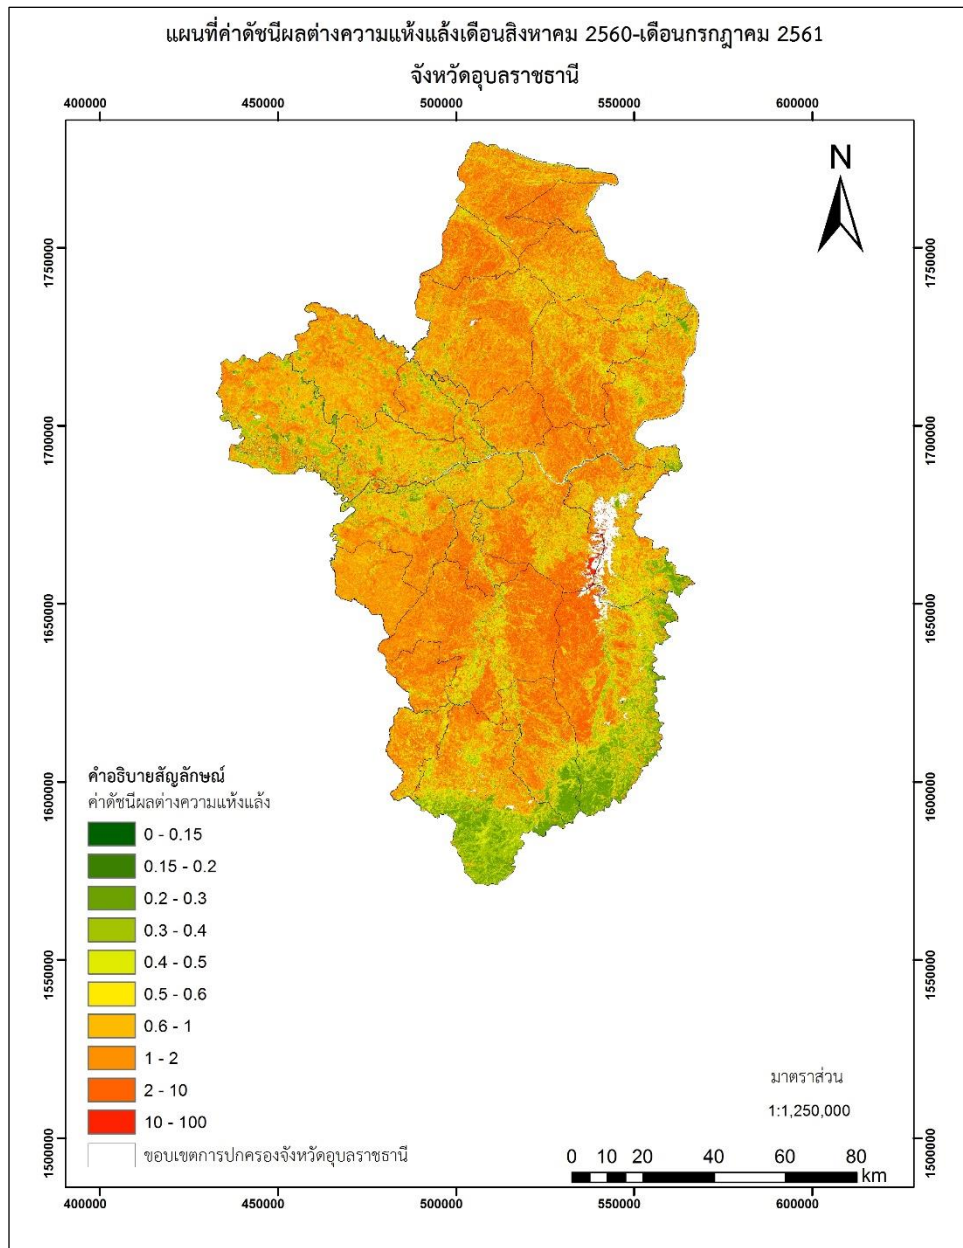 แผนที่ค่าดัชนีผลต่างความแห้งแล้งเดือนสิงหาคม 2560-เดือนกรกฎาคม 2561
จังหวัดอุบลราชธานี
400000 450000 500000 550000 600000
N
1750000 1750000
1700000 1700000
1650000 1650000
1600000 1600000
1550000 1550000
1500000 1500000
คำอธิบายสัญลักษณ์
ค่าดัชนีผลต่างความแห้งแล้ง
0 - 0.15
0.15 - 0.2
0.2 - 0.3
0.3 - 0.4
0.4 - 0.5
0.5 - 0.6
0.6 - 1
1 - 2
2 - 10
10 - 100
ขอบเขตการปกครองจังหวัดอุบลราชธานี
มาตราส่วน
1:1,250,000
0 10 20 40 60 80
km
400000 450000 500000 550000 600000